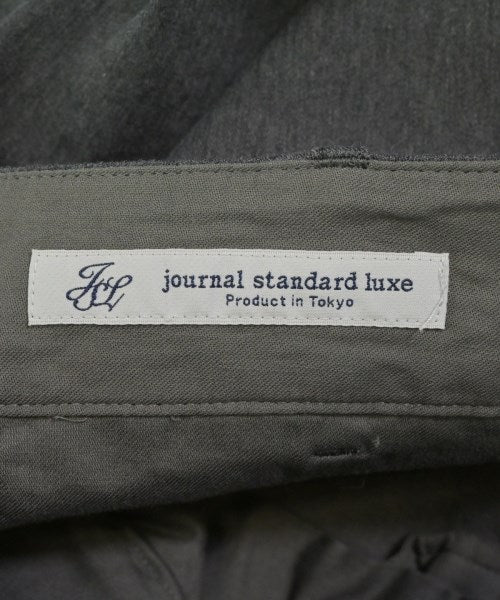 JSL journal standard luxe
Product in Tokyo